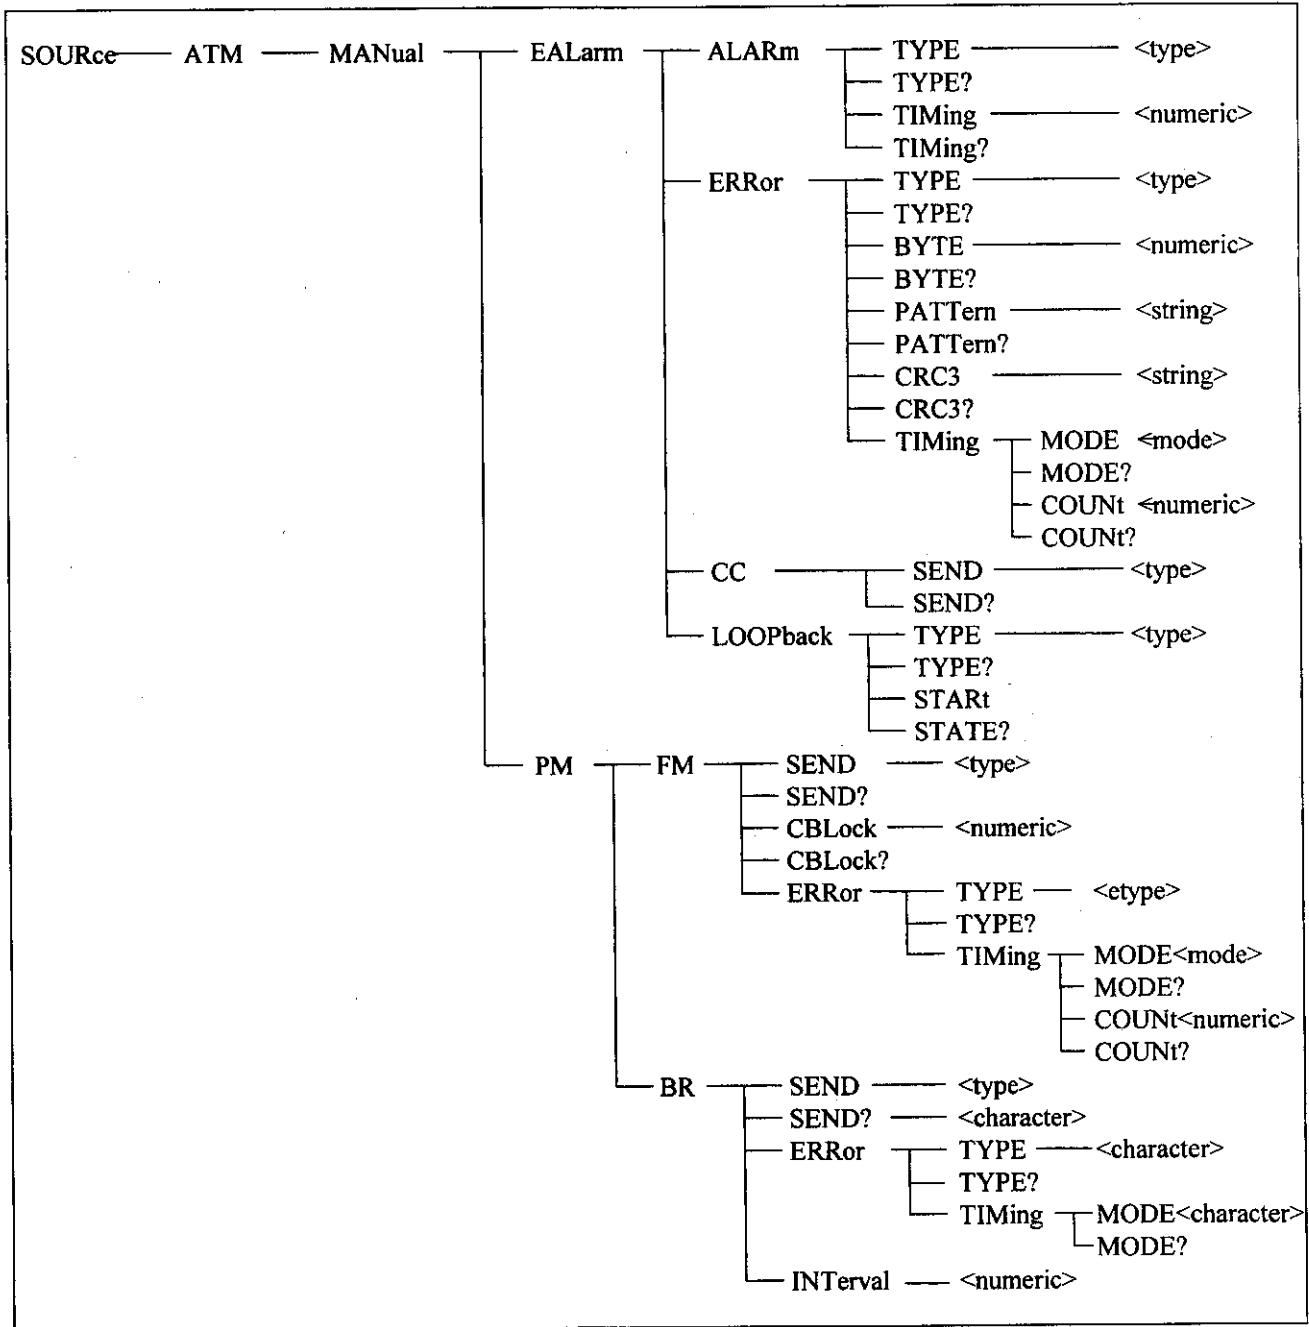 SOURce ATM MANual EALarm ALARm TYPE <type>
TYPE?
TIMing <numeric>
TIMing?
ERRor TYPE <type>
TYPE?
BYTE <numeric>
BYTE?
PATTern <string>
PATTern?
CRC3 <string>
CRC3?
TIMing MODE <mode>
MODE?
COUNt <numeric>
COUNt?
CC SEND <type>
SEND?
LOOPback TYPE <type>
TYPE?
STARt
STATE?
PM FM SEND <type>
SEND?
CBLock <numeric>
CBLock?
ERRor TYPE <etype>
TYPE?
TIMing MODE<mode>
MODE?
COUNt<numeric>
COUNt?
BR SEND <type>
SEND? <character>
ERRor TYPE <character>
TYPE?
TIMing MODE<character>
MODE?
INTerval <numeric>